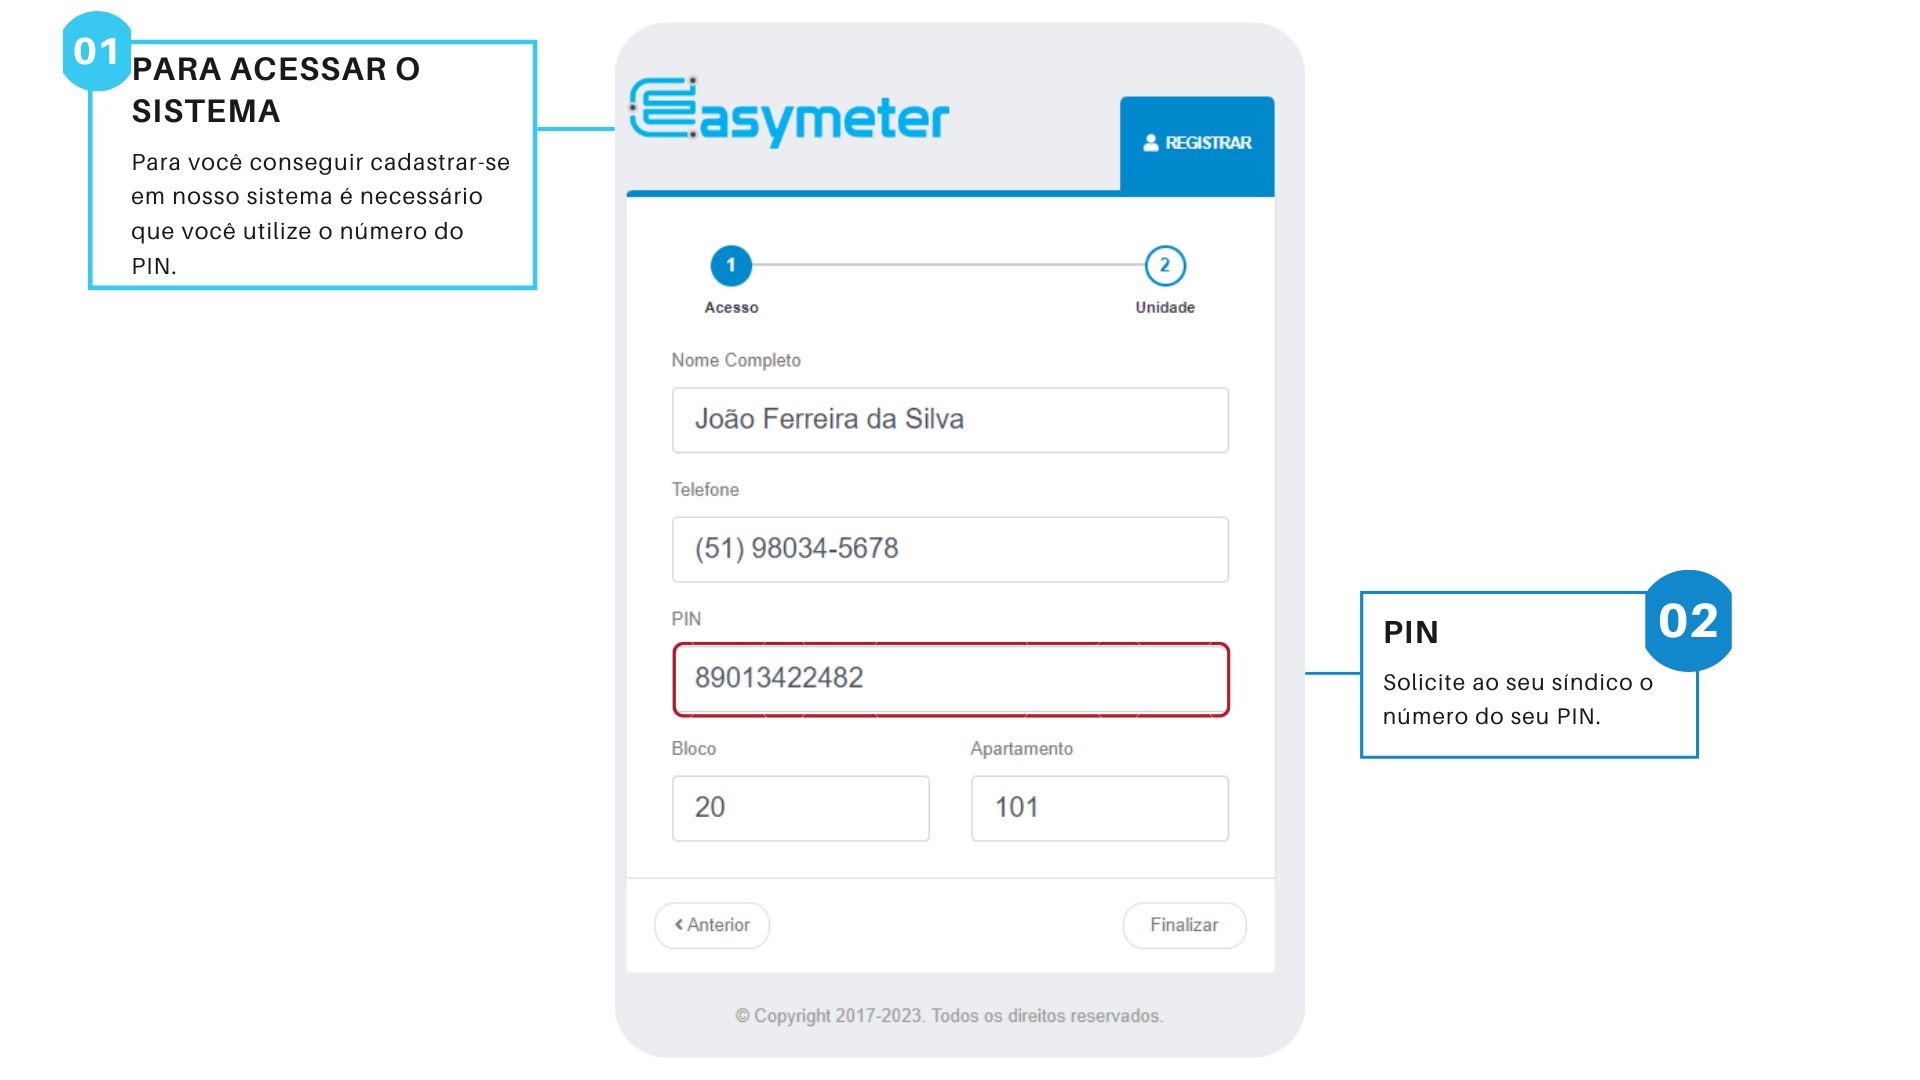 01
PARA ACESSAR O
SISTEMA
Para você conseguir cadastrar-se
em nosso sistema é necessário
que você utilize o número do
PIN.
Easymeter
REGISTRAR
1
2
Acesso
Unidade
Nome Completo
João Ferreira da Silva
Telefone
(51) 98034-5678
PIN
89013422482
Bloco
Apartamento
20
101
Anterior
Finalizar
© Copyright 2017-2023. Todos os direitos reservados.
02
PIN
Solicite ao seu síndico o
número do seu PIN.